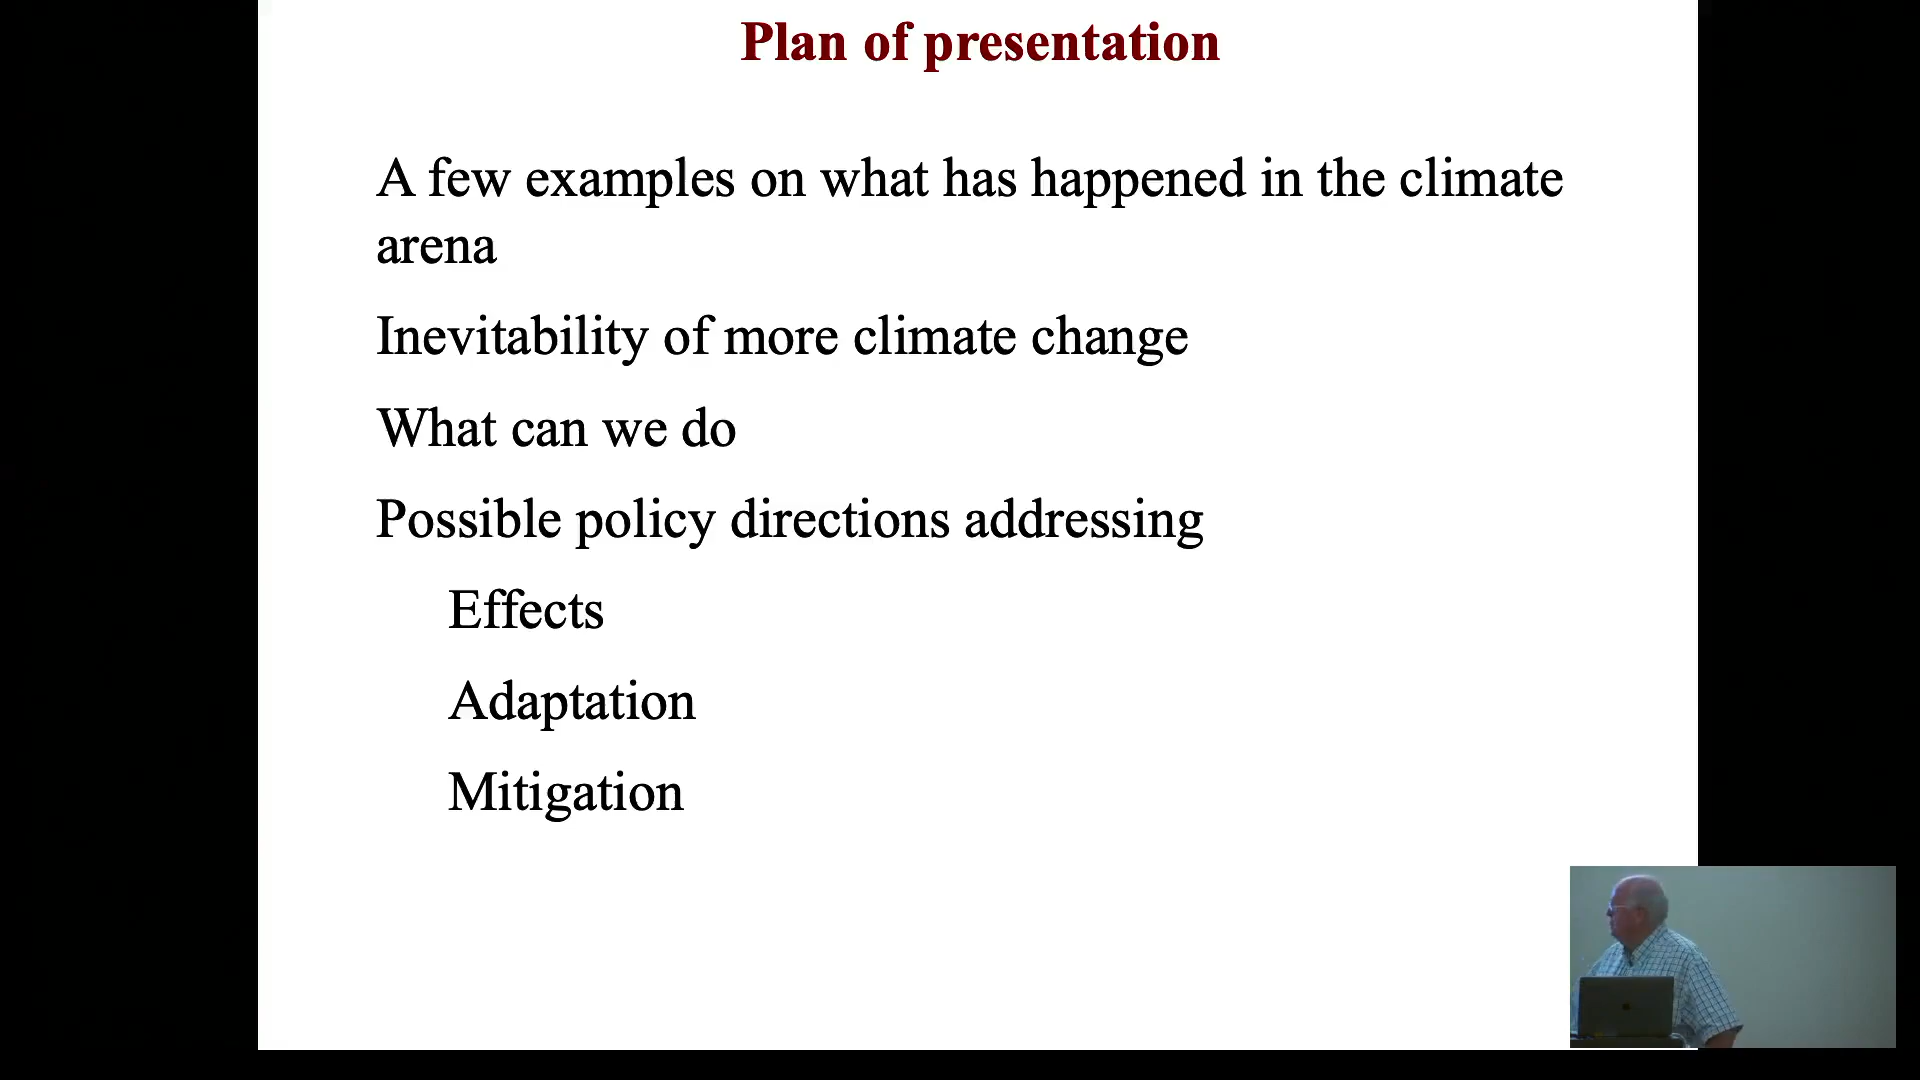 Plan of presentation
A few examples on what has happened in the climate
arena
Inevitability of more climate change
What can we do
Possible policy directions addressing
Effects
Adaptation
Mitigation